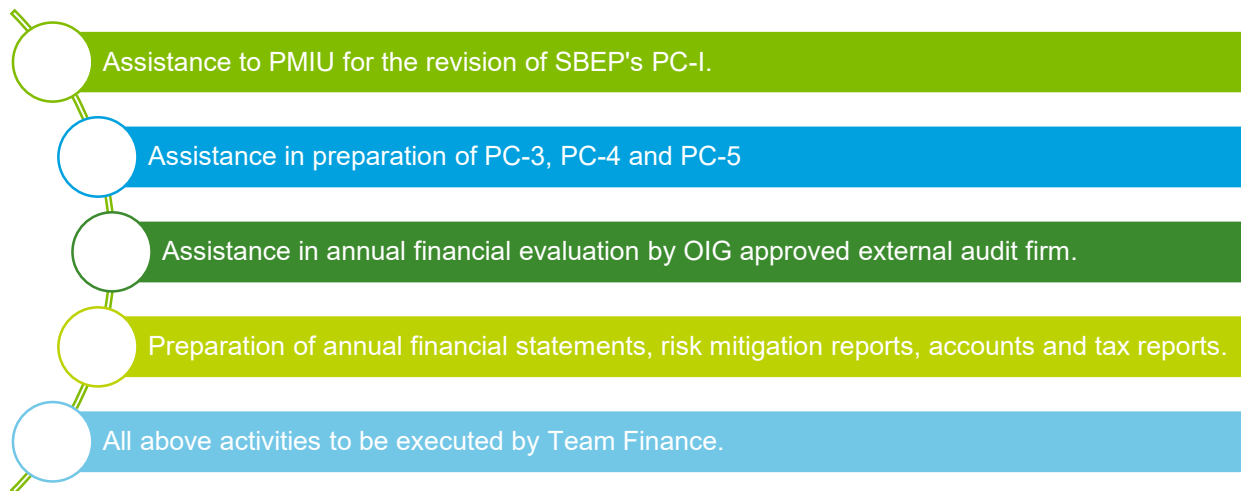 Assistance to PMIU for the revision of SBEP's PC-I.
Assistance in preparation of PC-3, PC-4 and PC-5
Assistance in annual financial evaluation by OIG approved external audit firm.
Preparation of annual financial statements, risk mitigation reports, accounts and tax reports.
All above activities to be executed by Team Finance.